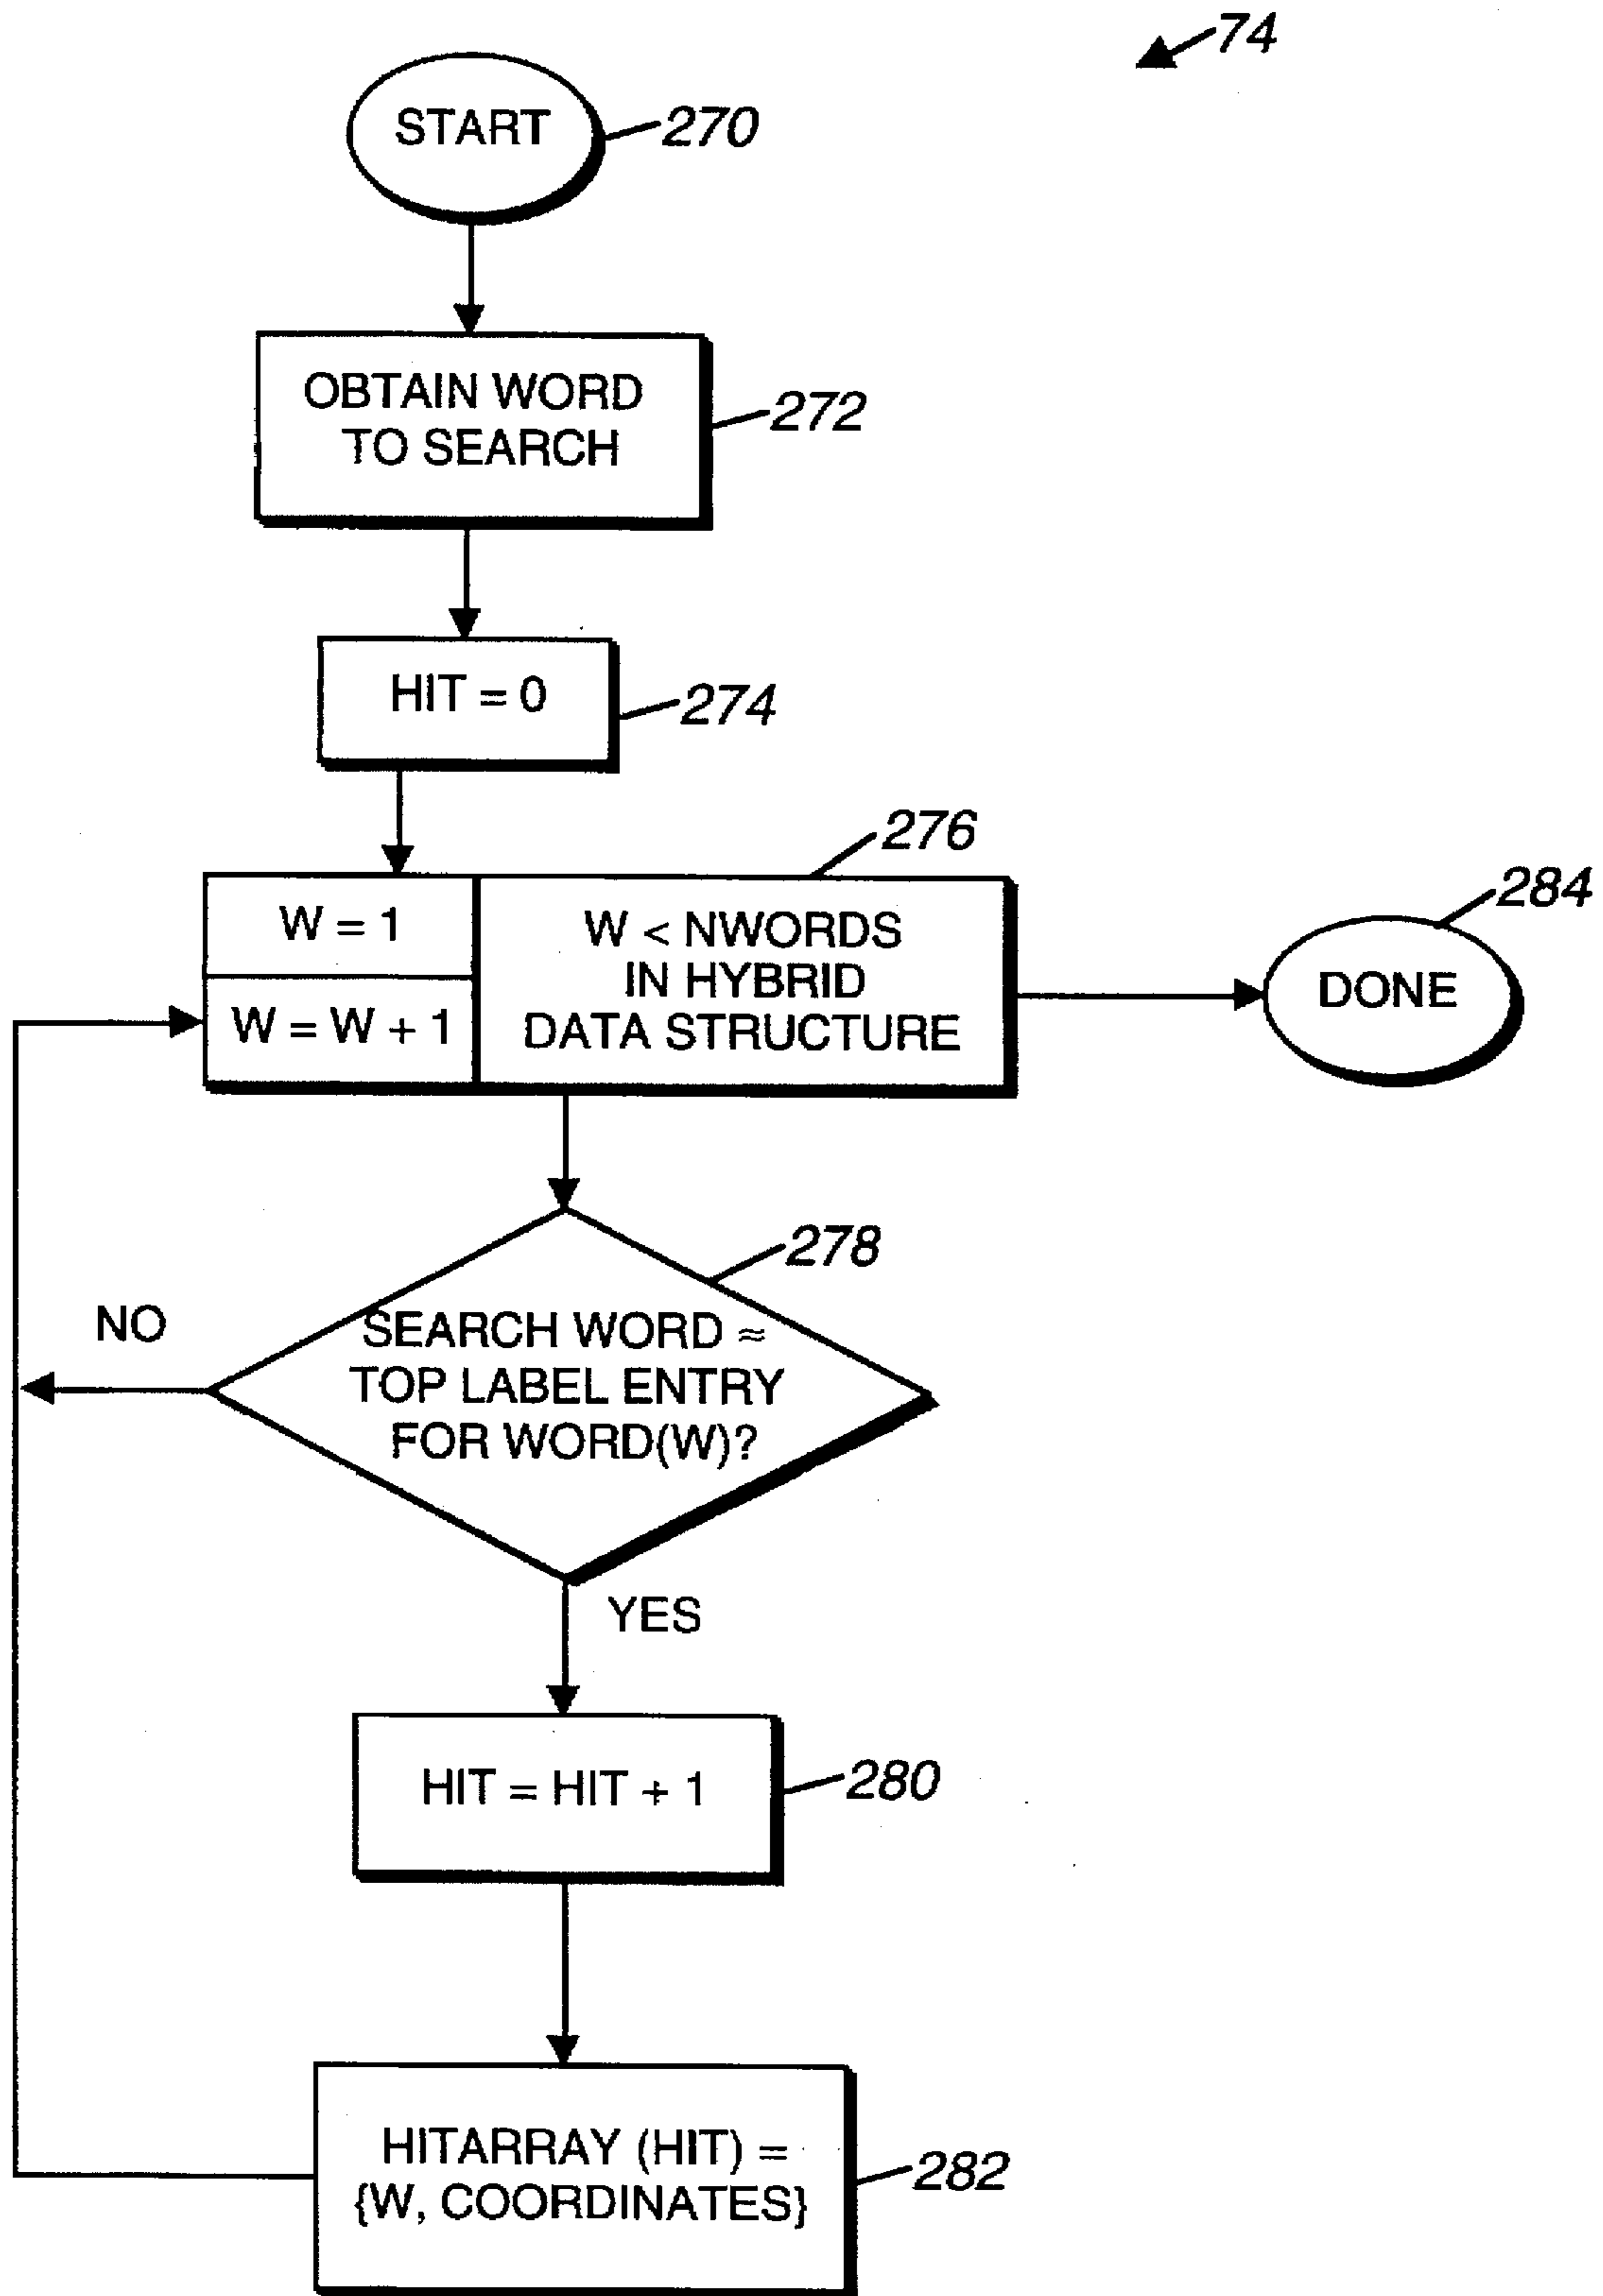 74
START
270
OBTAIN WORD
TO SEARCH
272
HIT = 0
274
276
W = 1
W = W + 1
W < NWORDS
IN HYBRID
DATA STRUCTURE
284
DONE
278
NO
SEARCH WORD ≈
TOP LABEL ENTRY
FOR WORD(W)?
YES
HIT = HIT + 1
280
HITARRAY (HIT) =
{W, COORDINATES}
282